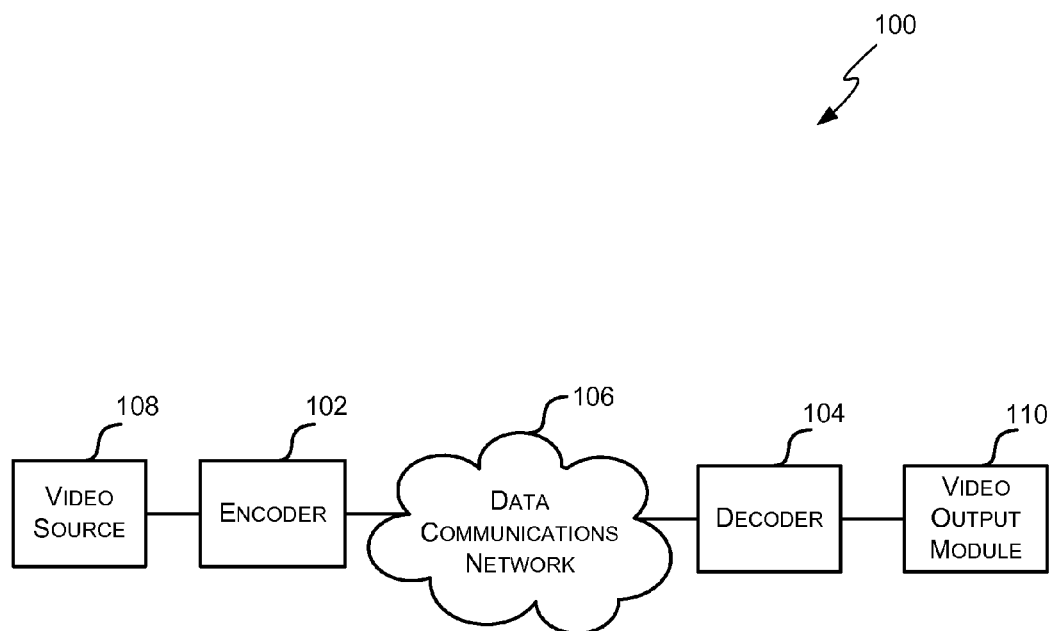 100
108
102
106
104
110
VIDEO
SOURCE
ENCODER
DATA
COMMUNICATIONS
NETWORK
DECODER
VIDEO
OUTPUT
MODULE